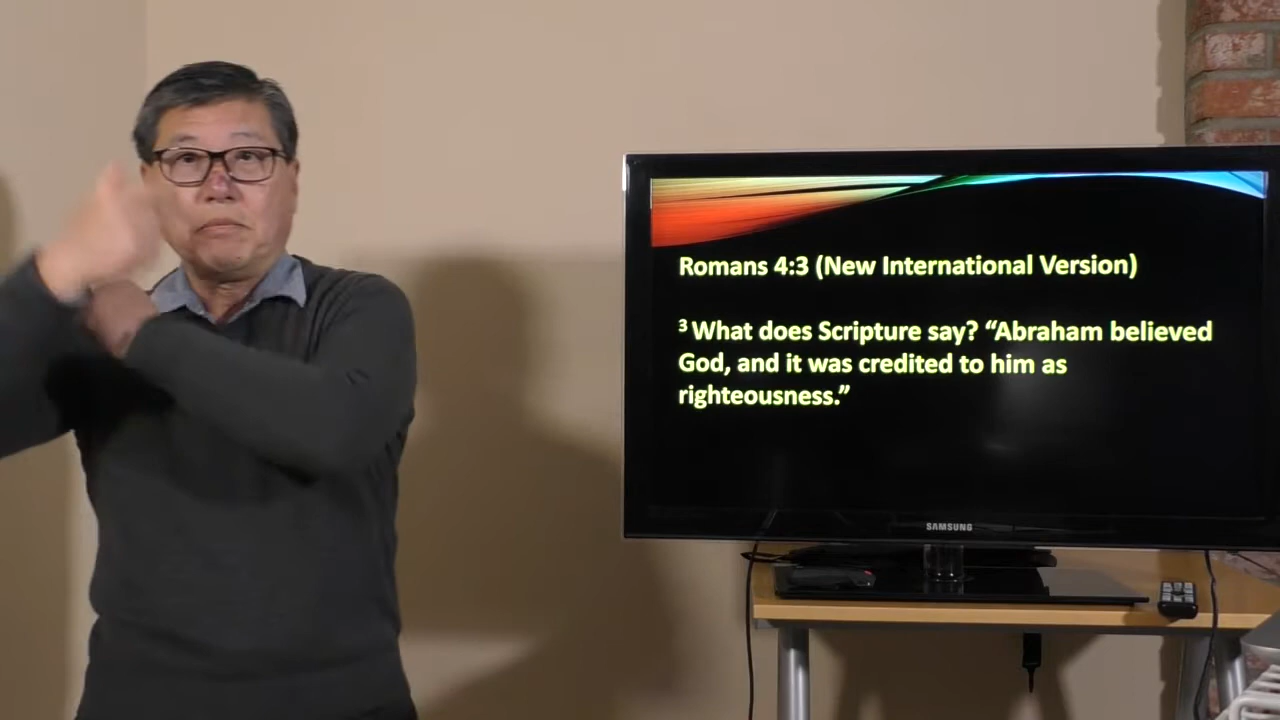 Romans 4:3 (New International Version)
3 What does Scripture say? “Abraham believed
God, and it was credited to him as
righteousness.”
SAMSUNG